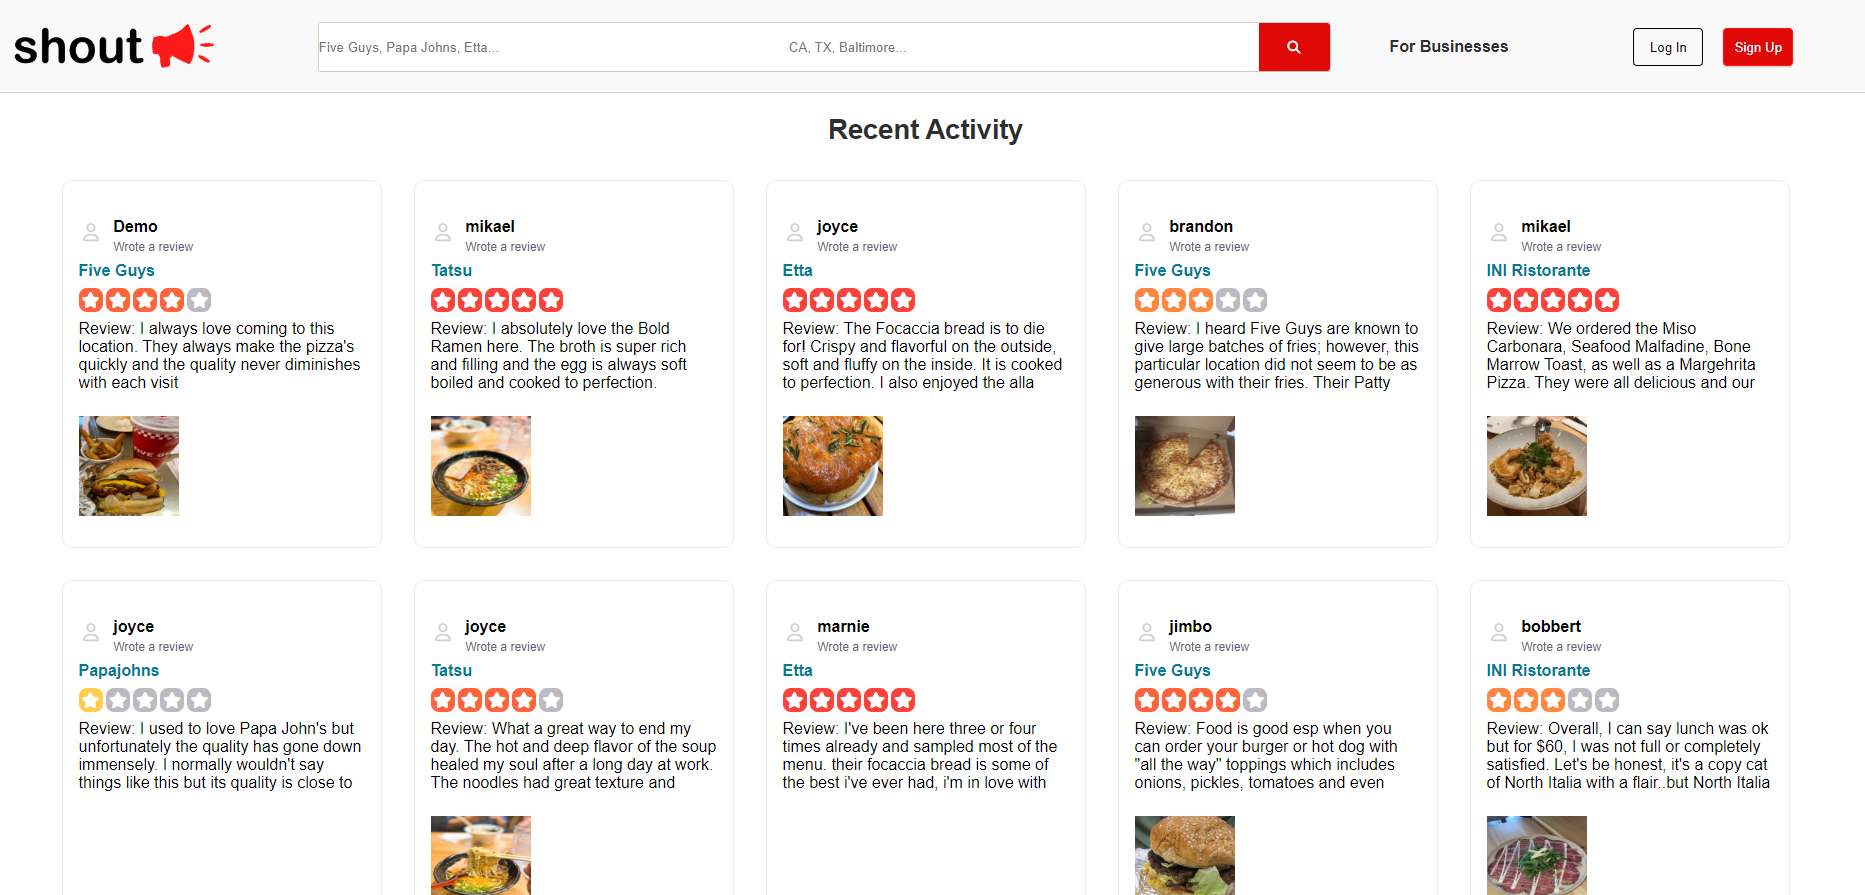 shout
Five Guys, Papa Johns, Etta...
CA, TX, Baltimore...
For Businesses
Log In
Sign Up
Recent Activity
Demo
Wrote a review
Five Guys
Review: I always love coming to this
location. They always make the pizza's
quickly and the quality never diminishes
with each visit
mikael
Wrote a review
Tatsu
Review: I absolutely love the Bold
Ramen here. The broth is super rich
and filling and the egg is always soft
boiled and cooked to perfection.
joyce
Wrote a review
Etta
Review: The Focaccia bread is to die
for! Crispy and flavorful on the outside,
soft and fluffy on the inside. It is cooked
to perfection. I also enjoyed the alla
brandon
Wrote a review
Five Guys
Review: I heard Five Guys are known to
give large batches of fries; however, this
particular location did not seem to be as
generous with their fries. Their Patty
mikael
Wrote a review
INI Ristorante
Review: We ordered the Miso
Carbonara, Seafood Malfadine, Bone
Marrow Toast, as well as a Margehrita
Pizza. They were all delicious and our
joyce
Wrote a review
Papajohns
Review: I used to love Papa John's but
unfortunately the quality has gone down
immensely. I normally wouldn't say
things like this but its quality is close to
joyce
Wrote a review
Tatsu
Review: What a great way to end my
day. The hot and deep flavor of the soup
healed my soul after a long day at work.
The noodles had great texture and
marnie
Wrote a review
Etta
Review: I've been here three or four
times already and sampled most of the
menu. their focaccia bread is some of
the best i've ever had, i'm in love with
jimbo
Wrote a review
Five Guys
Review: Food is good esp when you
can order your burger or hot dog with
"all the way" toppings which includes
onions, pickles, tomatoes and even
bobbert
Wrote a review
INI Ristorante
Review: Overall, I can say lunch was ok
but for $60, I was not full or completely
satisfied. Let's be honest, it's a copy cat
of North Italia with a flair..but North Italia